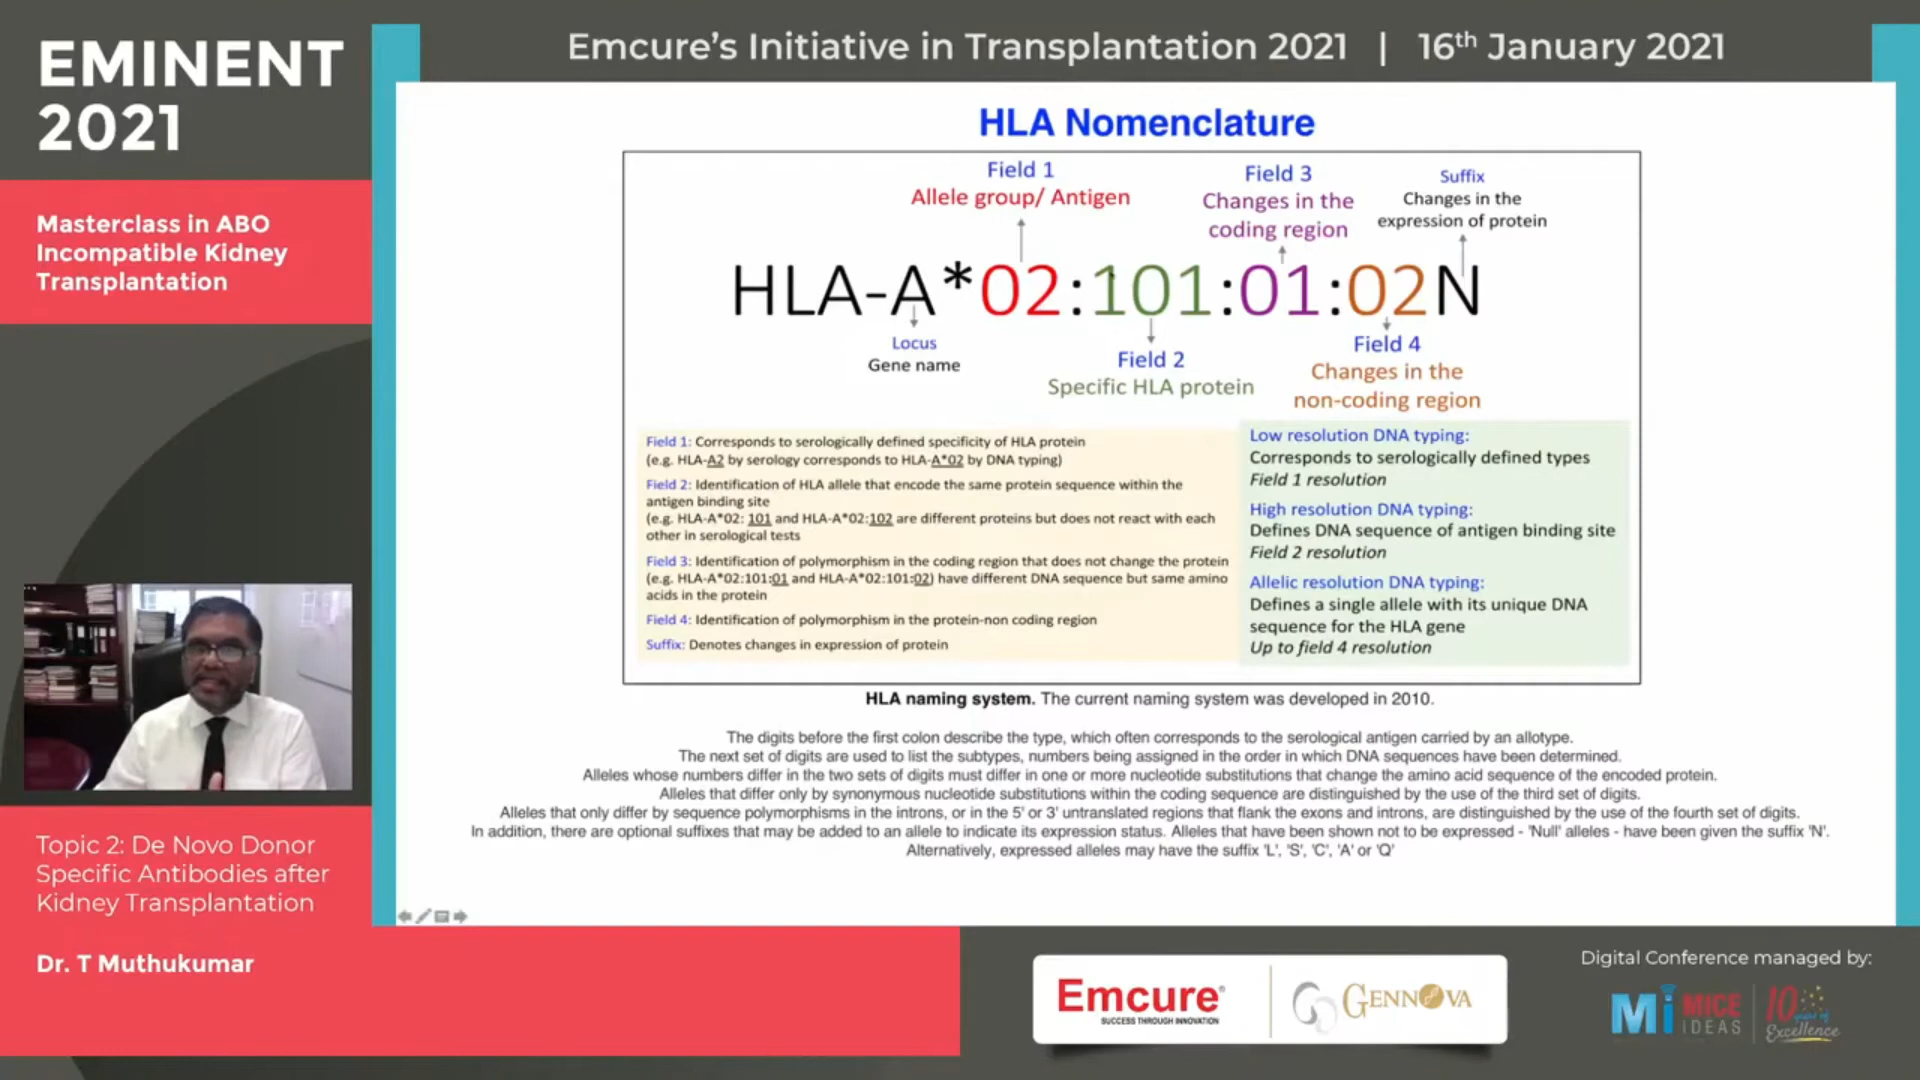 EMINENT
2021
Emcure's Initiative in Transplantation 2021 | 16th January 2021
Masterclass in ABO
Incompatible Kidney
Transplantation
HLA Nomenclature
Field 1
Allele group/ Antigen
Field 3
Changes in the
coding region
Suffix
Changes in the
expression of protein
HLA-A*02:101:01:02N
Locus
Gene name
Field 2
Specific HLA protein
Field 4
Changes in the
non-coding region
Field 1: Corresponds to serologically defined specificity of HLA protein
(e.g. HLA-A2 by serology corresponds to HLA-A*02 by DNA typing)
Field 2: Identification of HLA allele that encode the same protein sequence within the
antigen binding site
(e.g. HLA-A*02: 101 and HLA-A*02:102 are different proteins but does not react with each
other in serological tests
Field 3: Identification of polymorphism in the coding region that does not change the protein
(e.g. HLA-A*02:101:01 and HLA-A*02:101:02) have different DNA sequence but same amino
acids in the protein
Field 4: Identification of polymorphism in the protein-non coding region
Suffix: Denotes changes in expression of protein
Low resolution DNA typing:
Corresponds to serologically defined types
Field 1 resolution
High resolution DNA typing:
Defines DNA sequence of antigen binding site
Field 2 resolution
Allelic resolution DNA typing:
Defines a single allele with its unique DNA
sequence for the HLA gene
Up to field 4 resolution
HLA naming system. The current naming system was developed in 2010.
The digits before the first colon describe the type, which often corresponds to the serological antigen carried by an allotype.
The next set of digits are used to list the subtypes, numbers being assigned in the order in which DNA sequences have been determined.
Alleles whose numbers differ in the two sets of digits must differ in one or more nucleotide substitutions that change the amino acid sequence of the encoded protein.
Alleles that differ only by synonymous nucleotide substitutions within the coding sequence are distinguished by the use of the third set of digits.
Alleles that only differ by sequence polymorphisms in the introns, or in the 5' or 3' untranslated regions that flank the exons and introns, are distinguished by the use of the fourth set of digits.
In addition, there are optional suffixes that may be added to an allele to indicate its expression status. Alleles that have been shown not to be expressed - 'Null' alleles - have been given the suffix 'N'.
Alternatively, expressed alleles may have the suffix 'L', 'S', 'C', 'A' or 'Q'
Topic 2: De Novo Donor
Specific Antibodies after
Kidney Transplantation
Dr. T Muthukumar
Emcure®
SUCCESS THROUGH INNOVATION
GENNOVA
Digital Conference managed by:
Mi MICE
IDEAS
10 years of
Excellence